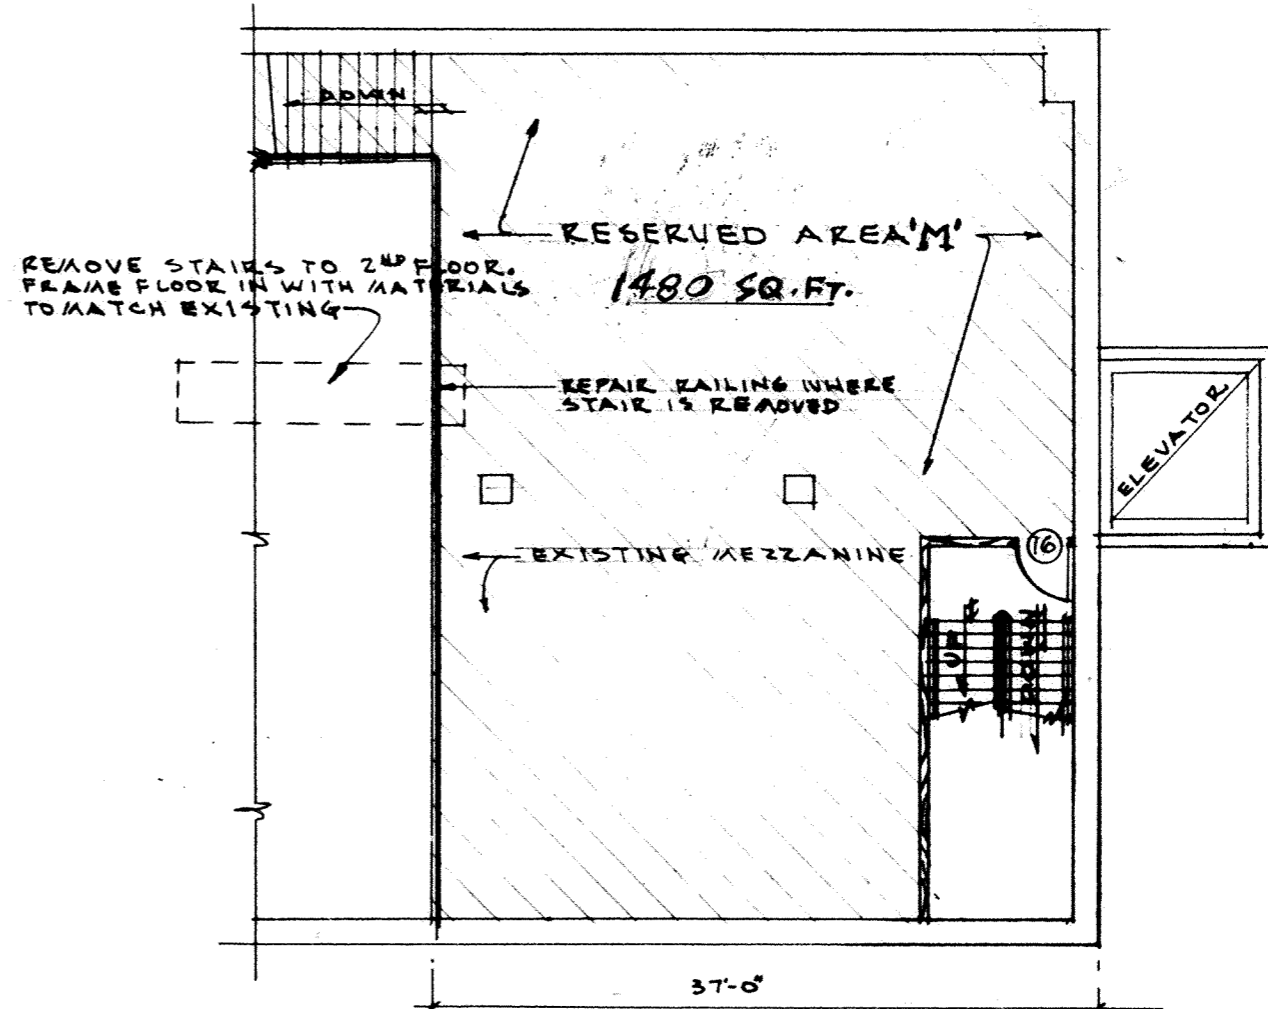 DOWN
RESERVED AREA 'M'
1480 SQ.FT.
REMOVE STAIRS TO 2ND FLOOR.
FRAME FLOOR IN WITH MATERIALS
TO MATCH EXISTING
REPAIR RAILING WHERE
STAIR IS REMOVED
ELEVATOR
EXISTING MEZZANINE
16
UP
DOWN
37'-0"